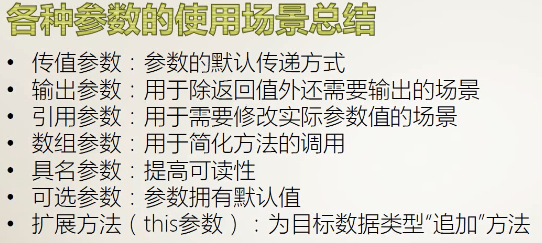 各种参数的使用场景总结
• 传值参数：参数的默认传递方式
• 输出参数：用于除返回值外还需要输出的场景
• 引用参数：用于需要修改实际参数值的场景
• 数组参数：用于简化方法的调用
• 具名参数：提高可读性
• 可选参数：参数拥有默认值
• 扩展方法（this参数）：为目标数据类型“追加”方法